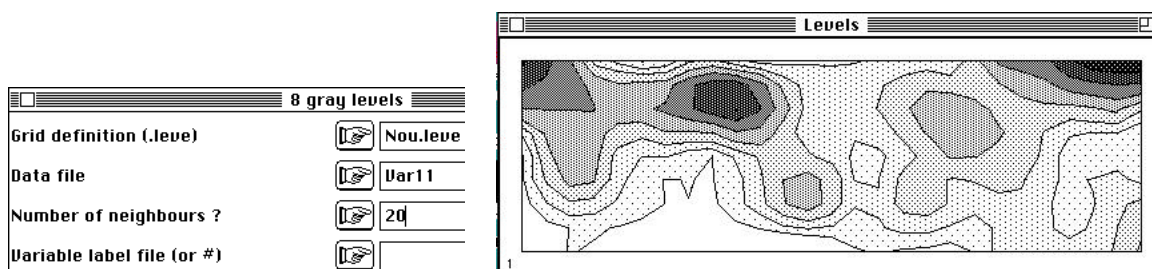 Levels
8 gray levels
Grid definition (.leve)
Nou.leve
Data file
Var11
Number of neighbours ?
20
Variable label file (or #)
1